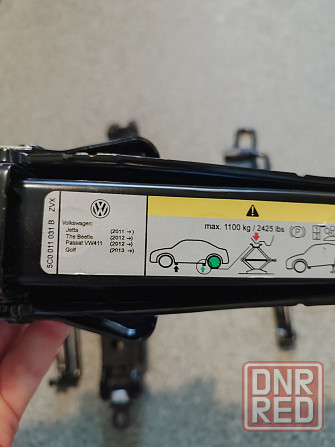 5C0 011 031 B ZVX
Volkswagen:
Jetta (2011 →)
The Beetle (2012 →)
Passat VW411 (2012 →)
Golf (2013 →)
max. 1100 kg / 2425 lbs
P
DNR
RED